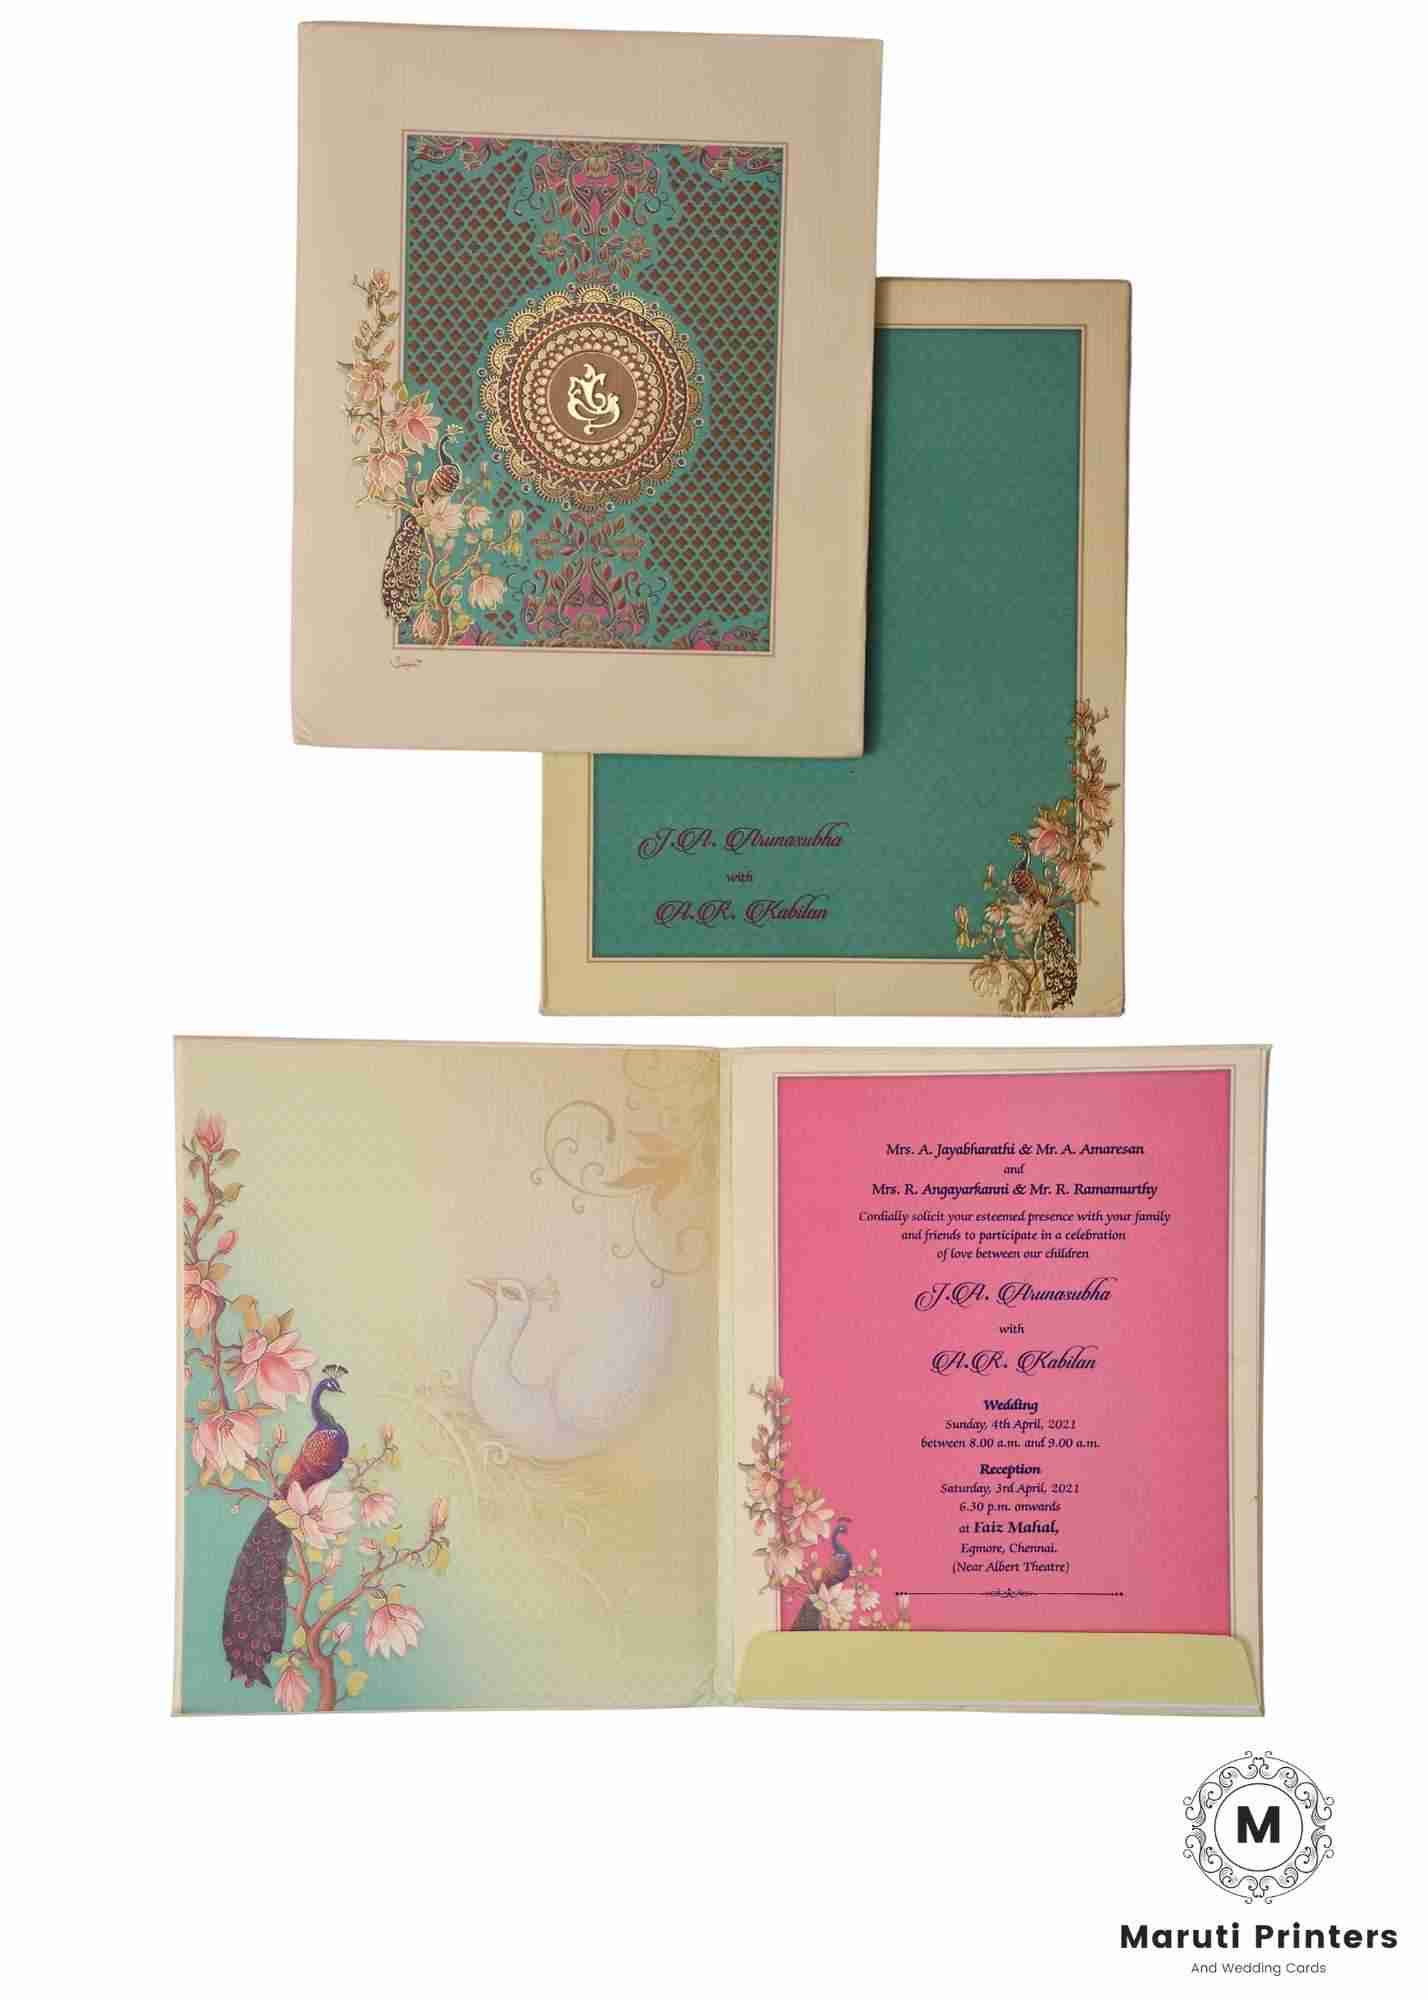 J.A. Arunasubha
with
A.R. Kabilan
Mrs. A. Jayabharathi & Mr. A. Amaresan
and
Mrs. R. Angayarkanni & Mr. R. Ramamurthy
Cordially solicit your esteemed presence with your family
and friends to participate in a celebration
of love between our children
J.A. Arunasubha
with
A.R. Kabilan
Wedding
Sunday, 4th April, 2021
between 8.00 a.m. and 9.00 a.m.
Reception
Saturday, 3rd April, 2021
6.30 p.m. onwards
at Faiz Mahal,
Egmore, Chennai.
(Near Albert Theatre)
M
Maruti Printers
And Wedding Cards